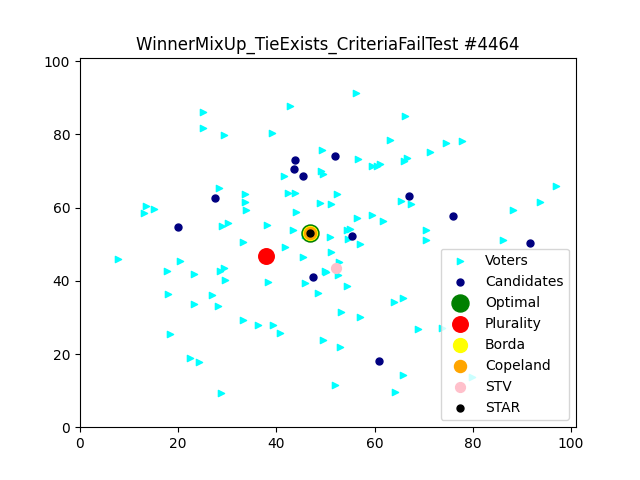 WinnerMixUp_TieExists_CriteriaFailTest #4464
100
80
60
40
20
0
0
20
40
60
80
100
Voters
Candidates
Optimal
Plurality
Borda
Copeland
STV
STAR